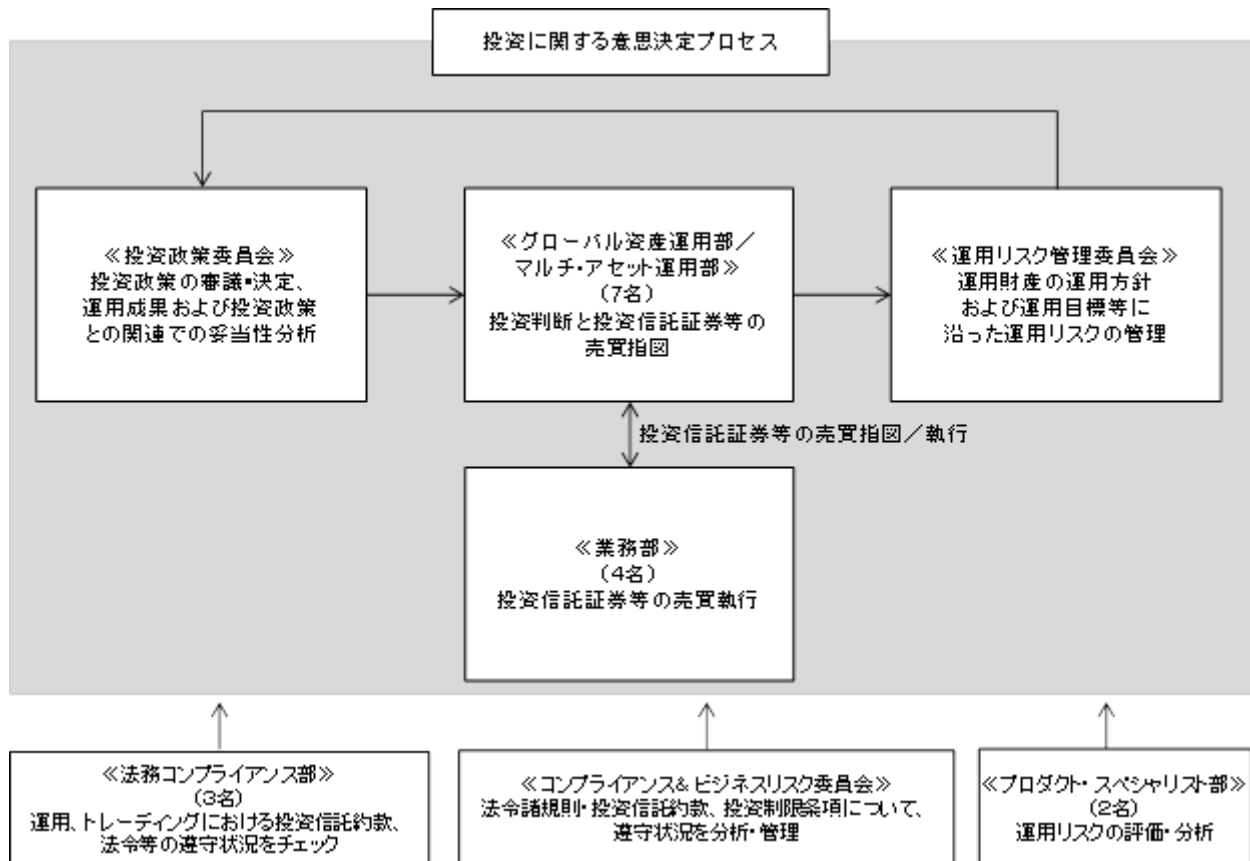 投資に関する意思決定プロセス
≪投資政策委員会≫
投資政策の審議・決定、
運用成果および投資政策
との関連での妥当性分析
≪グローバル資産運用部／
マルチ・アセット運用部≫
(7名)
投資判断と投資信託証券等の
売買指図
≪運用リスク管理委員会≫
運用財産の運用方針
および運用目標等に
沿った運用リスクの管理
投資信託証券等の売買指図／執行
≪業務部≫
(4名)
投資信託証券等の売買執行
≪法務コンプライアンス部≫
(3名)
運用、トレーディングにおける投資信託約款、
法令等の遵守状況をチェック
≪コンプライアンス&ビジネスリスク委員会≫
法令諸規則・投資信託約款、投資制限条項について、
遵守状況を分析・管理
≪プロダクト・スペシャリスト部≫
(2名)
運用リスクの評価・分析